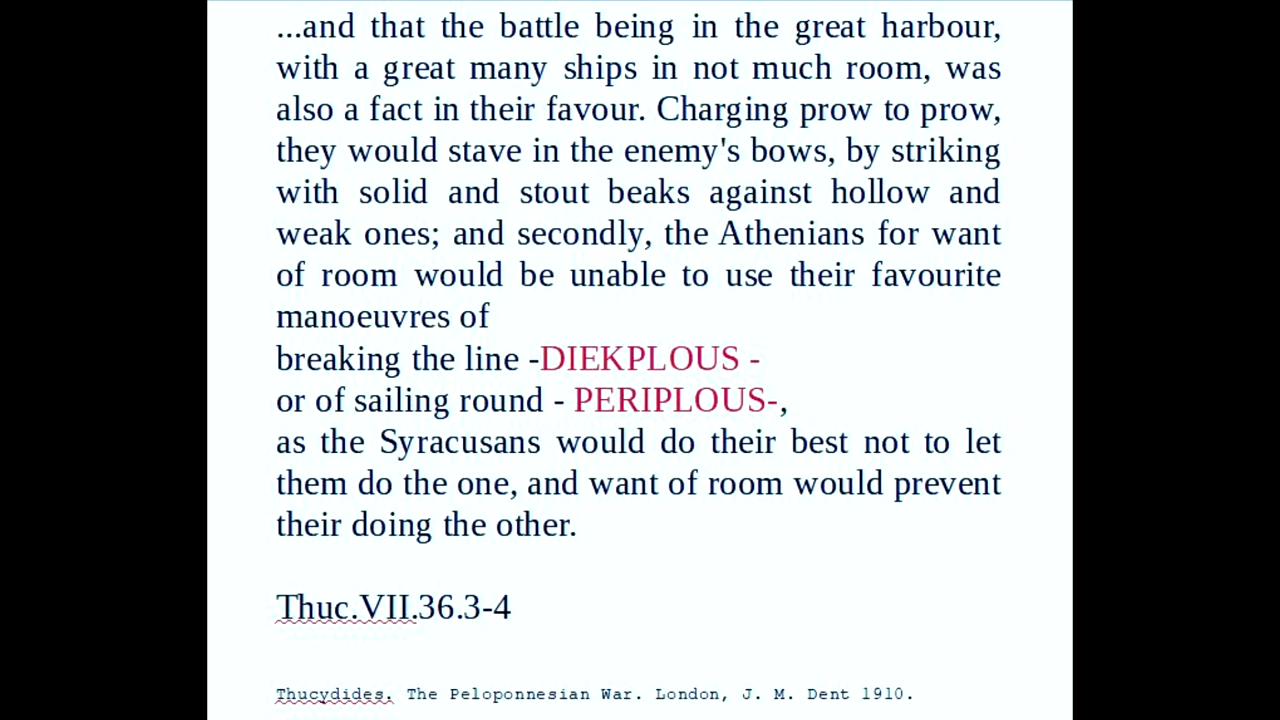 ...and that the battle being in the great harbour,
with a great many ships in not much room, was
also a fact in their favour. Charging prow to prow,
they would stave in the enemy's bows, by striking
with solid and stout beaks against hollow and
weak ones; and secondly, the Athenians for want
of room would be unable to use their favourite
manoeuvres of
breaking the line -DIEKPLOUS -
or of sailing round - PERIPLOUS-,
as the Syracusans would do their best not to let
them do the one, and want of room would prevent
their doing the other.
Thuc.VII.36.3-4
Thucydides. The Peloponnesian War. London, J. M. Dent 1910.